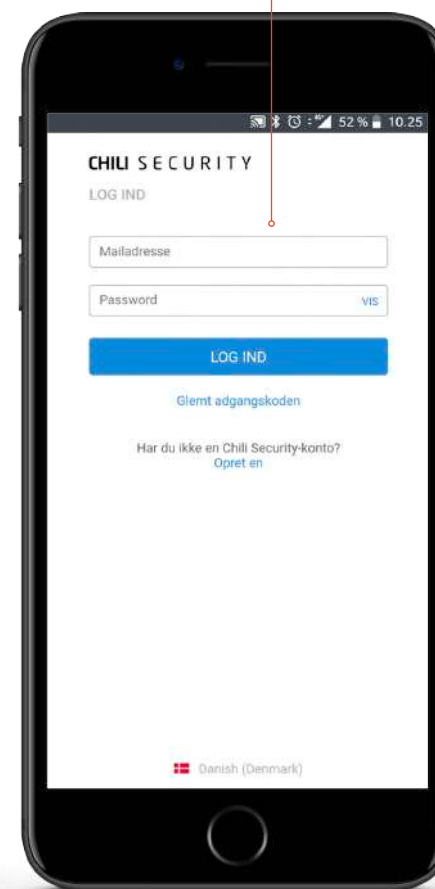 52 % 10.25
CHILI SECURITY
LOG IND
Mailadresse
Password VIS
LOG IND
Glemt adgangskoden
Har du ikke en Chili Security-konto?
Opret en
Danish (Denmark)